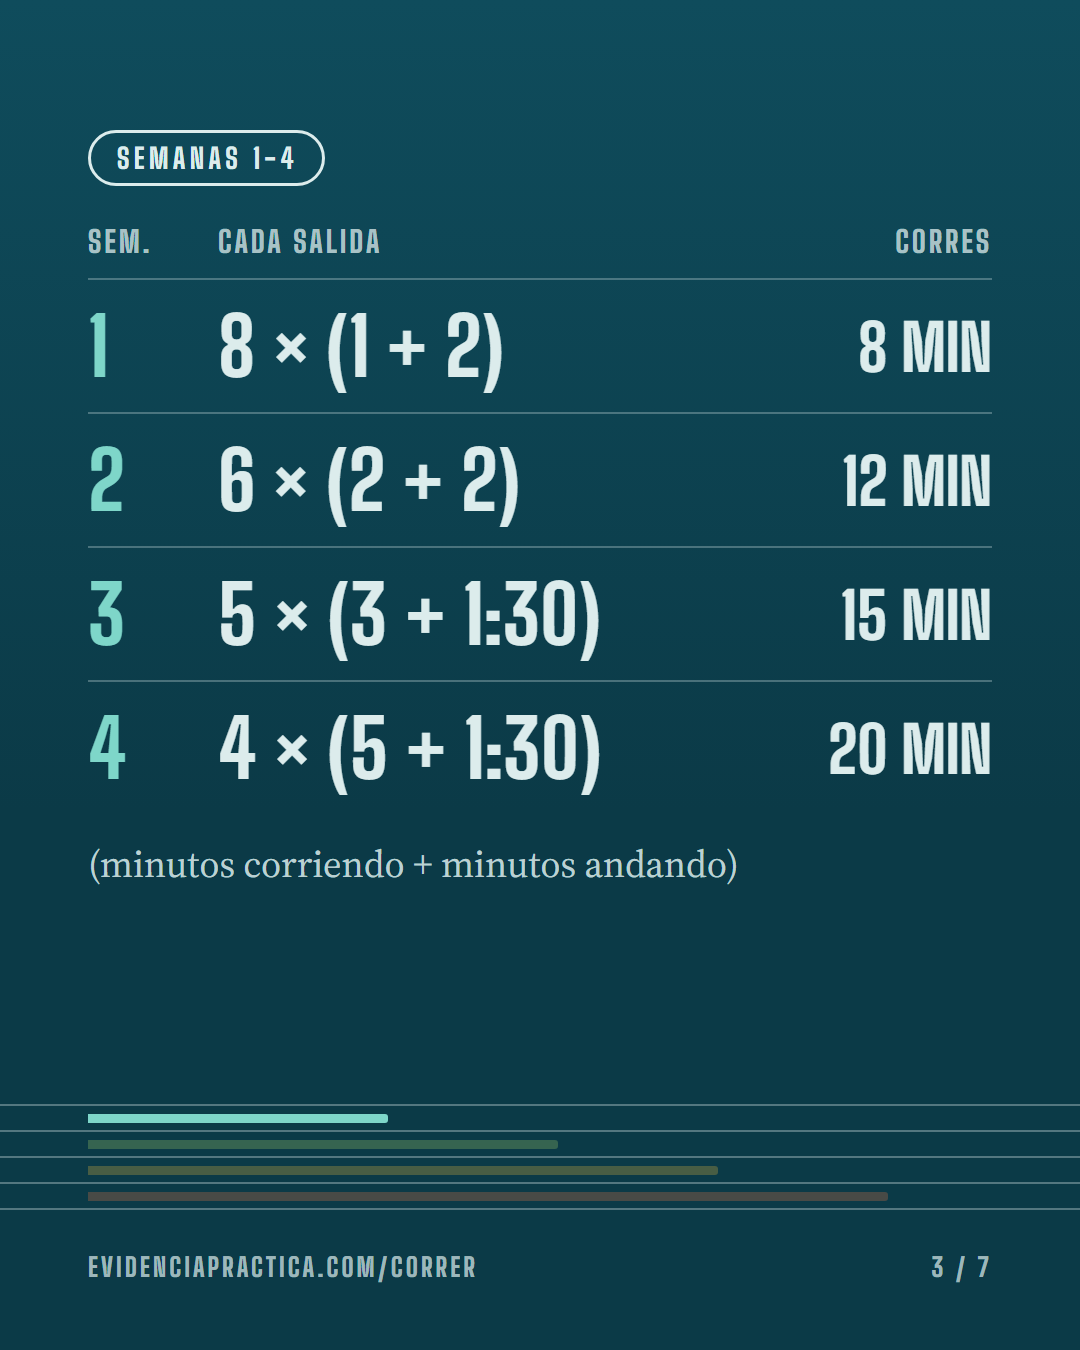 SEMANAS 1–4
SEM. CADA SALIDA CORRES
1 8 × (1 + 2) 8 MIN
2 6 × (2 + 2) 12 MIN
3 5 × (3 + 1:30) 15 MIN
4 4 × (5 + 1:30) 20 MIN
(minutos corriendo + minutos andando)
EVIDENCIAPRACTICA.COM/CORRER 3 / 7